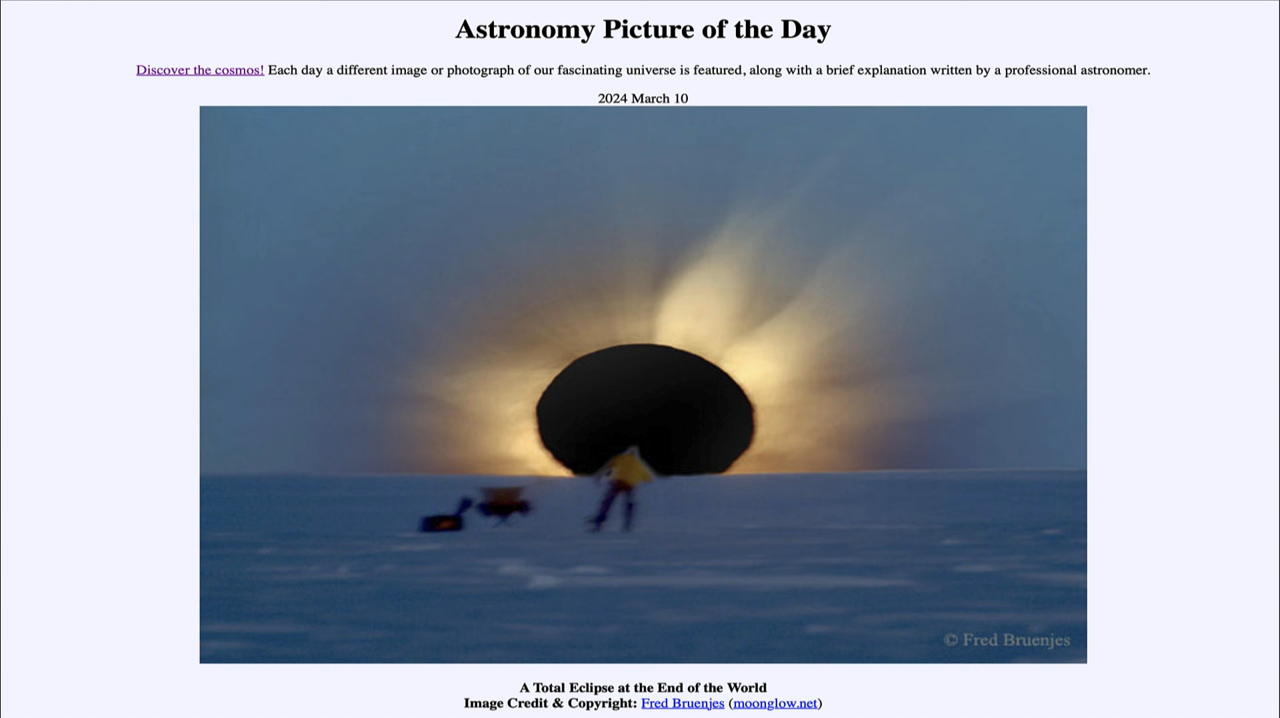 Astronomy Picture of the Day
Discover the cosmos! Each day a different image or photograph of our fascinating universe is featured, along with a brief explanation written by a professional astronomer.
2024 March 10
© Fred Bruenjes
A Total Eclipse at the End of the World
Image Credit & Copyright: Fred Bruenjes (moonglow.net)